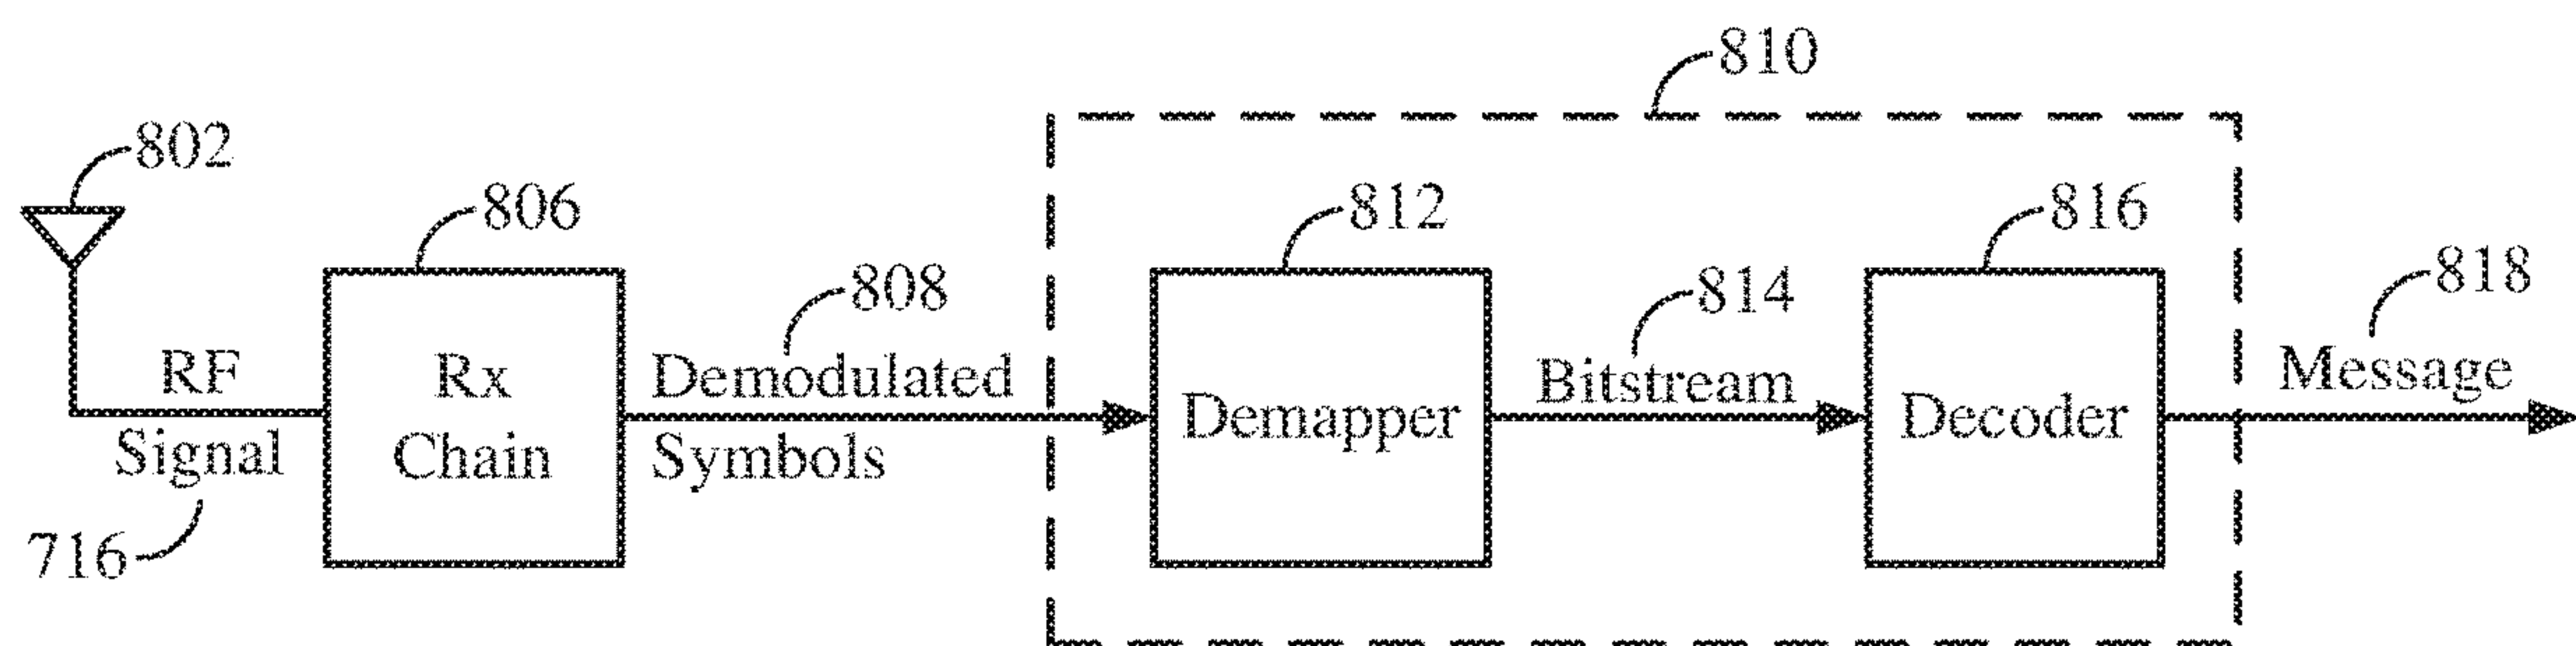 810
802
806
812
816
818
808
814
RF
Signal
716
Rx
Chain
Demodulated
Symbols
Demapper
Bitstream
Decoder
Message